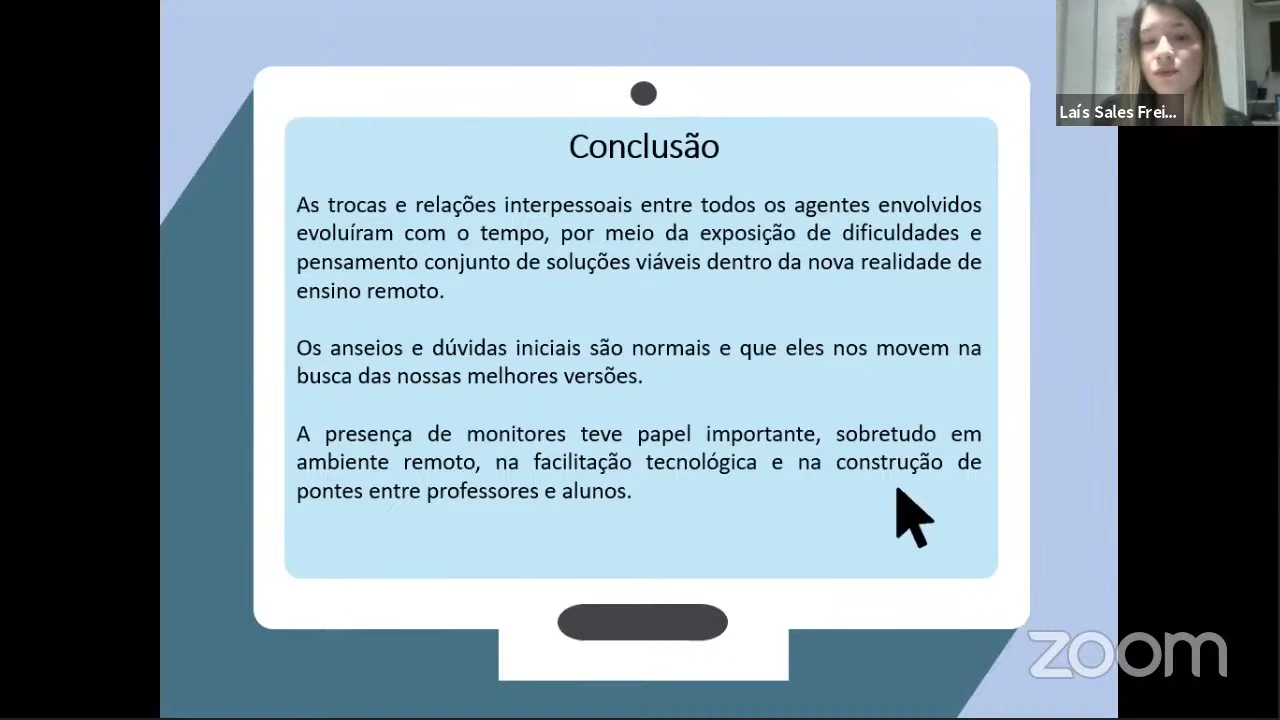 Conclusão
As trocas e relações interpessoais entre todos os agentes envolvidos
evoluíram com o tempo, por meio da exposição de dificuldades e
pensamento conjunto de soluções viáveis dentro da nova realidade de
ensino remoto.
Os anseios e dúvidas iniciais são normais e que eles nos movem na
busca das nossas melhores versões.
A presença de monitores teve papel importante, sobretudo em
ambiente remoto, na facilitação tecnológica e na construção de
pontes entre professores e alunos.
Laís Sales Frei...
zoom